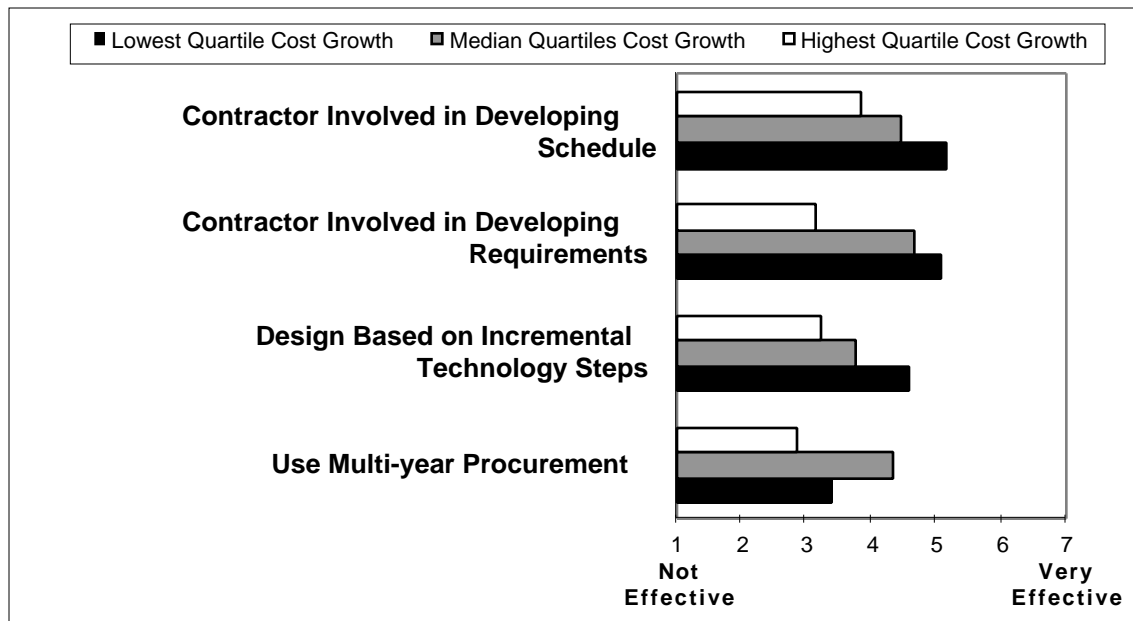 Lowest Quartile Cost Growth Median Quartiles Cost Growth Highest Quartile Cost Growth
Contractor Involved in Developing
Schedule
Contractor Involved in Developing
Requirements
Design Based on Incremental
Technology Steps
Use Multi-year Procurement
1 2 3 4 5 6 7
Not Very
Effective Effective